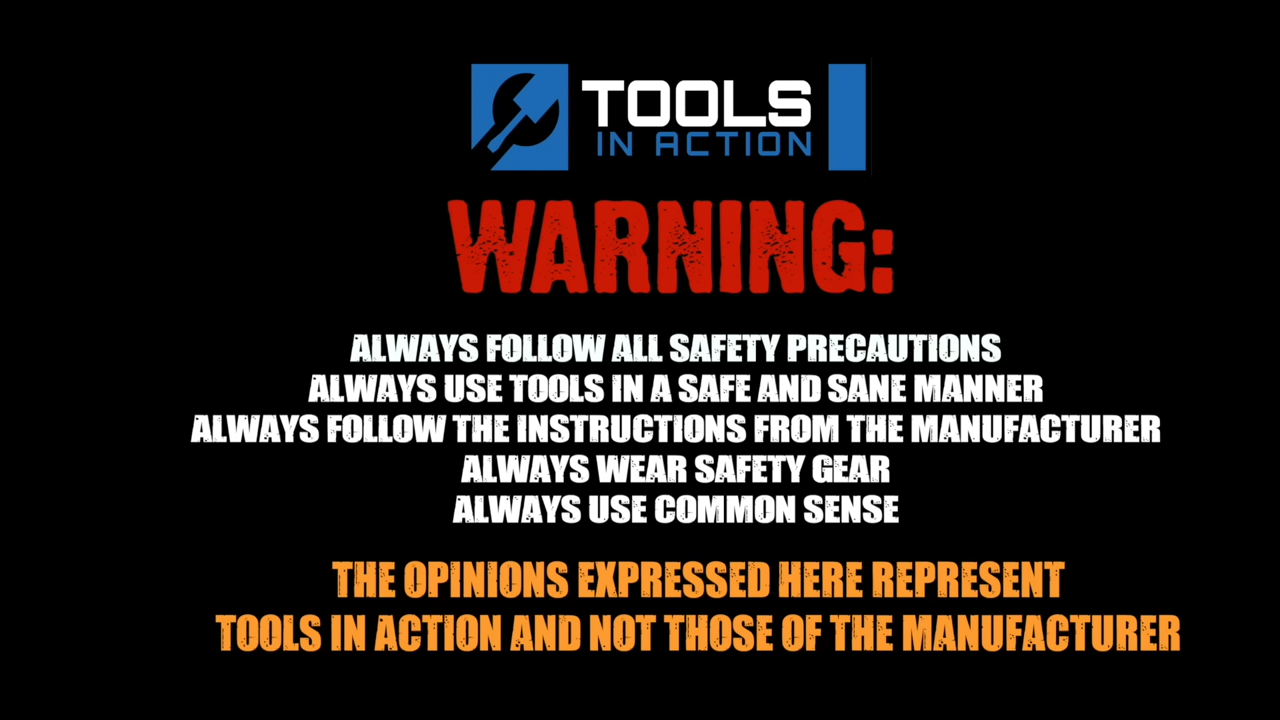 TOOLS
IN ACTION
WARNING:
ALWAYS FOLLOW ALL SAFETY PRECAUTIONS
ALWAYS USE TOOLS IN A SAFE AND SANE MANNER
ALWAYS FOLLOW THE INSTRUCTIONS FROM THE MANUFACTURER
ALWAYS WEAR SAFETY GEAR
ALWAYS USE COMMON SENSE
THE OPINIONS EXPRESSED HERE REPRESENT
TOOLS IN ACTION AND NOT THOSE OF THE MANUFACTURER